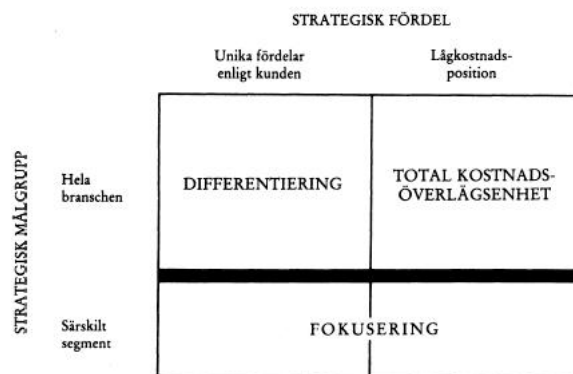 STRATEGISK FÖRDEL
Unika fördelar
enligt kunden
Lågkostnads-
position
STRATEGISK MÅLGRUPP
Hela
branschen
DIFFERENTIERING
TOTAL KOSTNADS-
ÖVERLÄGSENHET
Särskilt
segment
FOKUSERING